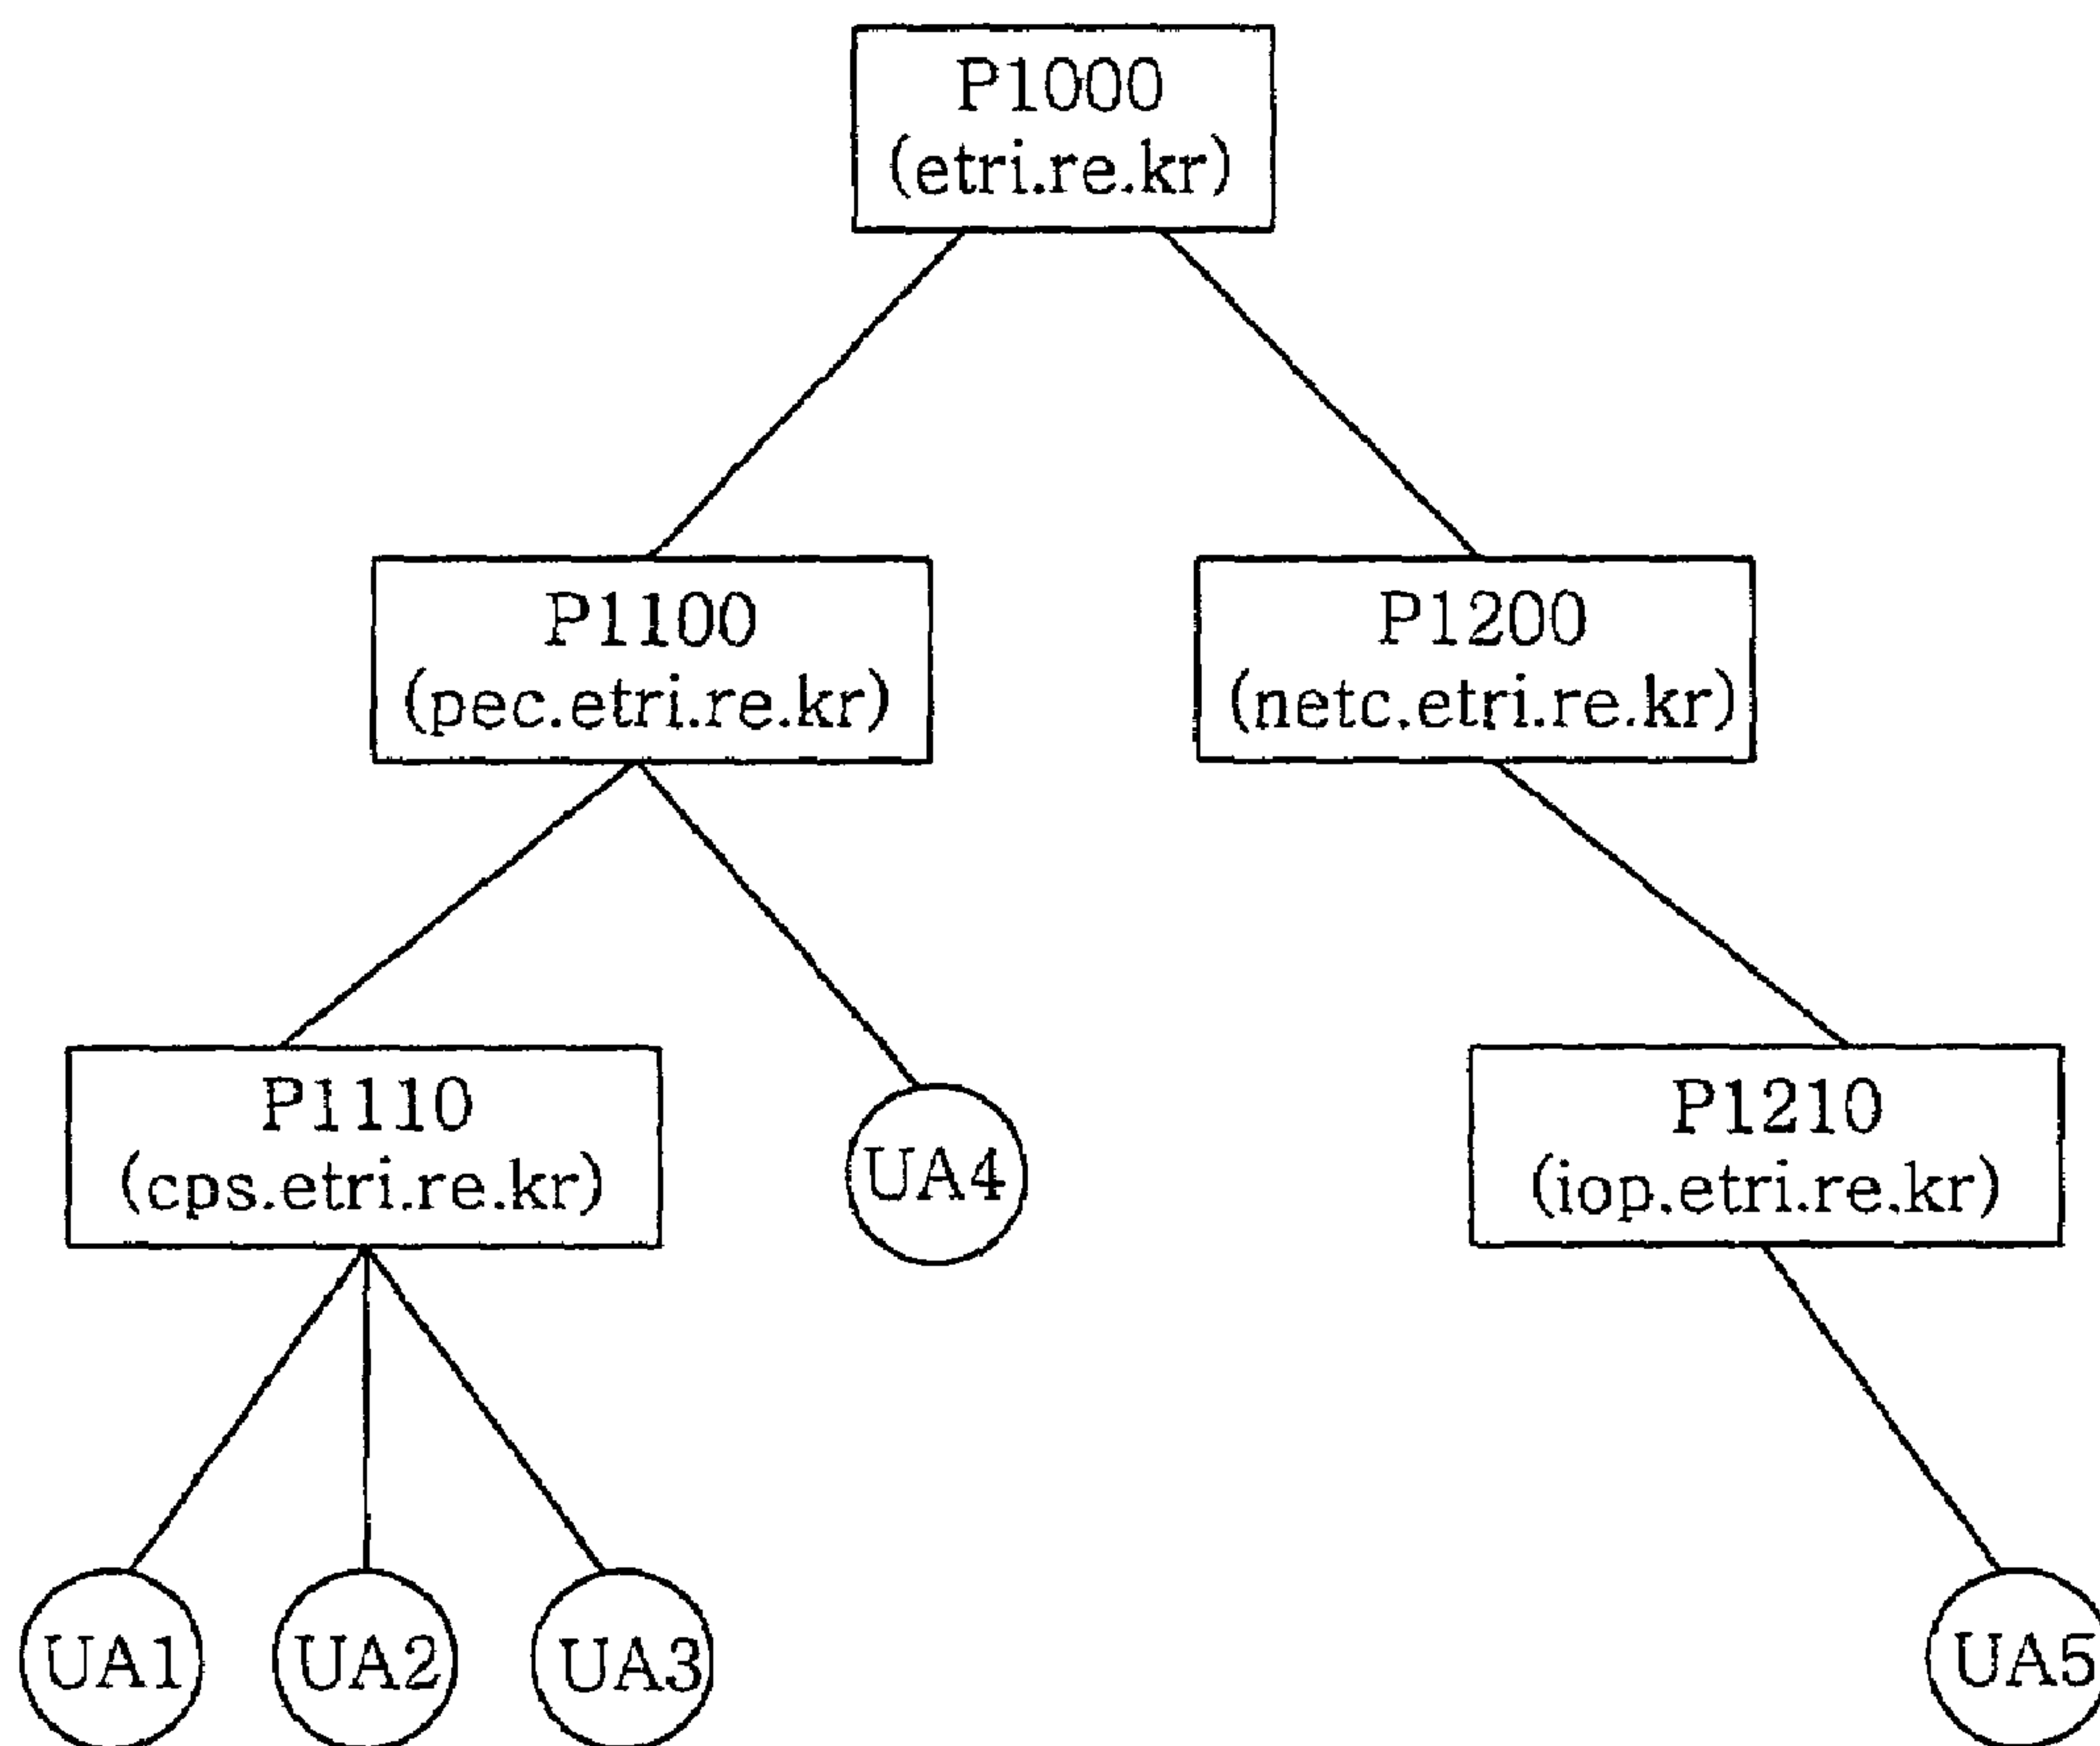 P1000
(etri.re.kr)
P1100
(pec.etri.re.kr)
P1200
(netc.etri.re.kr)
P1110
(cps.etri.re.kr)
UA4
P1210
(iop.etri.re.kr)
UA1
UA2
UA3
UA5